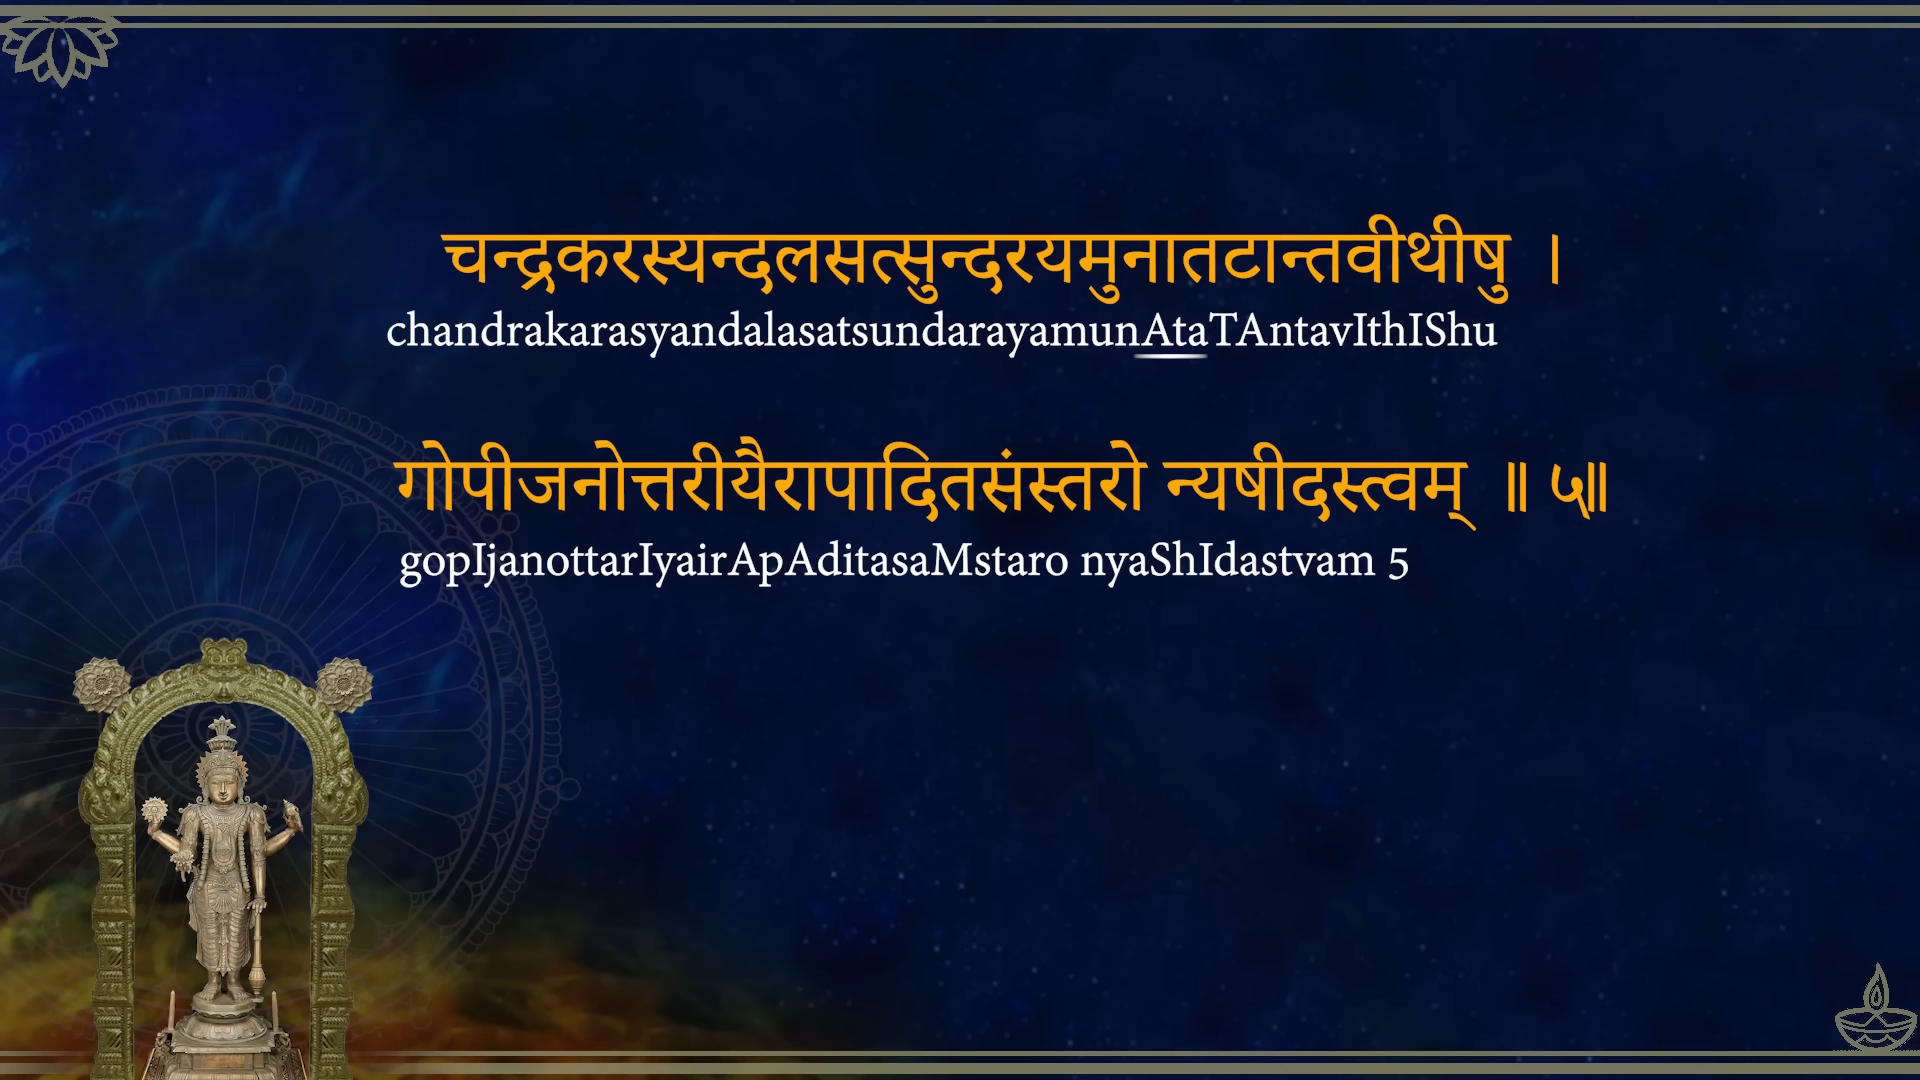 चन्द्रकरस्यन्दलसत्सुन्दरयमुनातटान्तवीथीषु ।
chandrakarasyandalasatsundarayamunAtaTAntavIthIShu
गोपीजनोत्तरीयैरापादितसंस्तरो न्यषीदस्त्वम् ॥ ५॥
gopIjanottarIyairApAditasaMstaro nyaShIdastvam 5